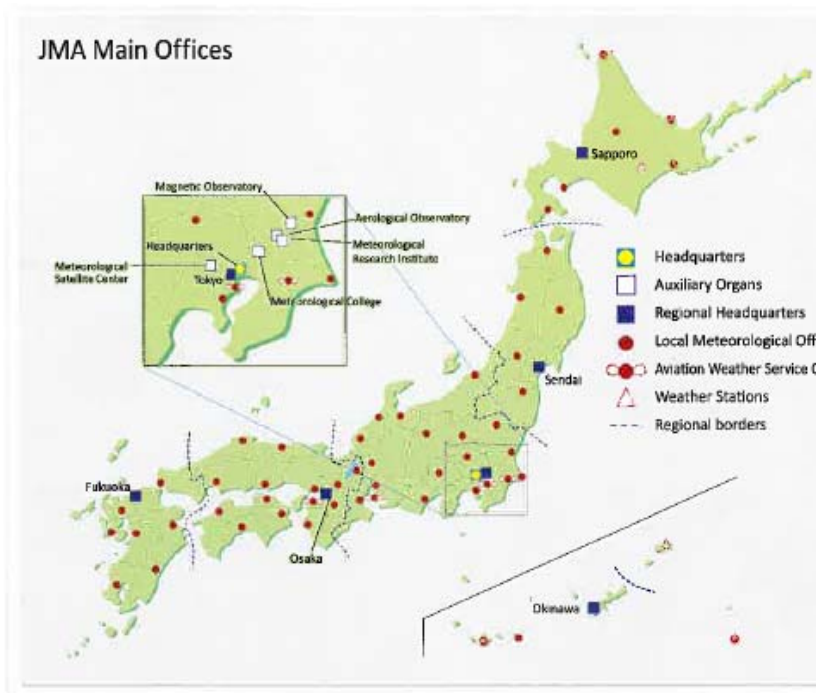 JMA Main Offices
Sapporo
Magnetic Observatory
Aerological Observatory
Headquarters
Meteorological
Research Institute
Meteorological
Satellite Center
Tokyo
Meteorological College
Headquarters
Auxiliary Organs
Regional Headquarters
Local Meteorological Off
Aviation Weather Service
Weather Stations
Regional borders
Sendai
Fukuoka
Osaka
Okinawa